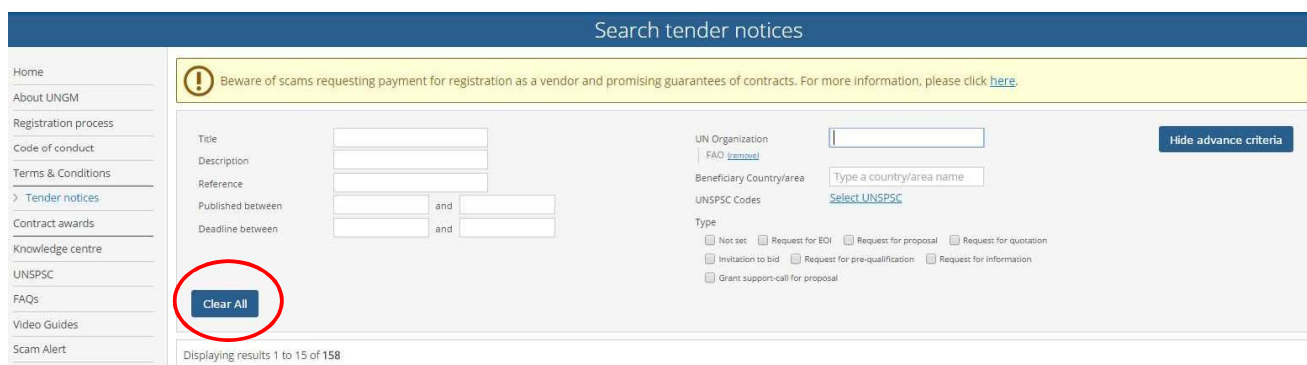 Search tender notices
Home
About UNGM
Registration process
Code of conduct
Terms & Conditions
> Tender notices
Contract awards
Knowledge centre
UNSPSC
FAQs
Video Guides
Scam Alert
Beware of scams requesting payment for registration as a vendor and promising guarantees of contracts. For more information, please click here.
Title
Description
Reference
Published between and
Deadline between and
Clear All
UN Organization
FAO (remove)
Beneficiary Country/area Type a country/area name
UNSPSC Codes Select UNSPSC
Type
Not set Request for EOI Request for proposal Request for quotation
Invitation to bid Request for pre-qualification Request for information
Grant support-call for proposal
Hide advance criteria
Displaying results 1 to 15 of 158